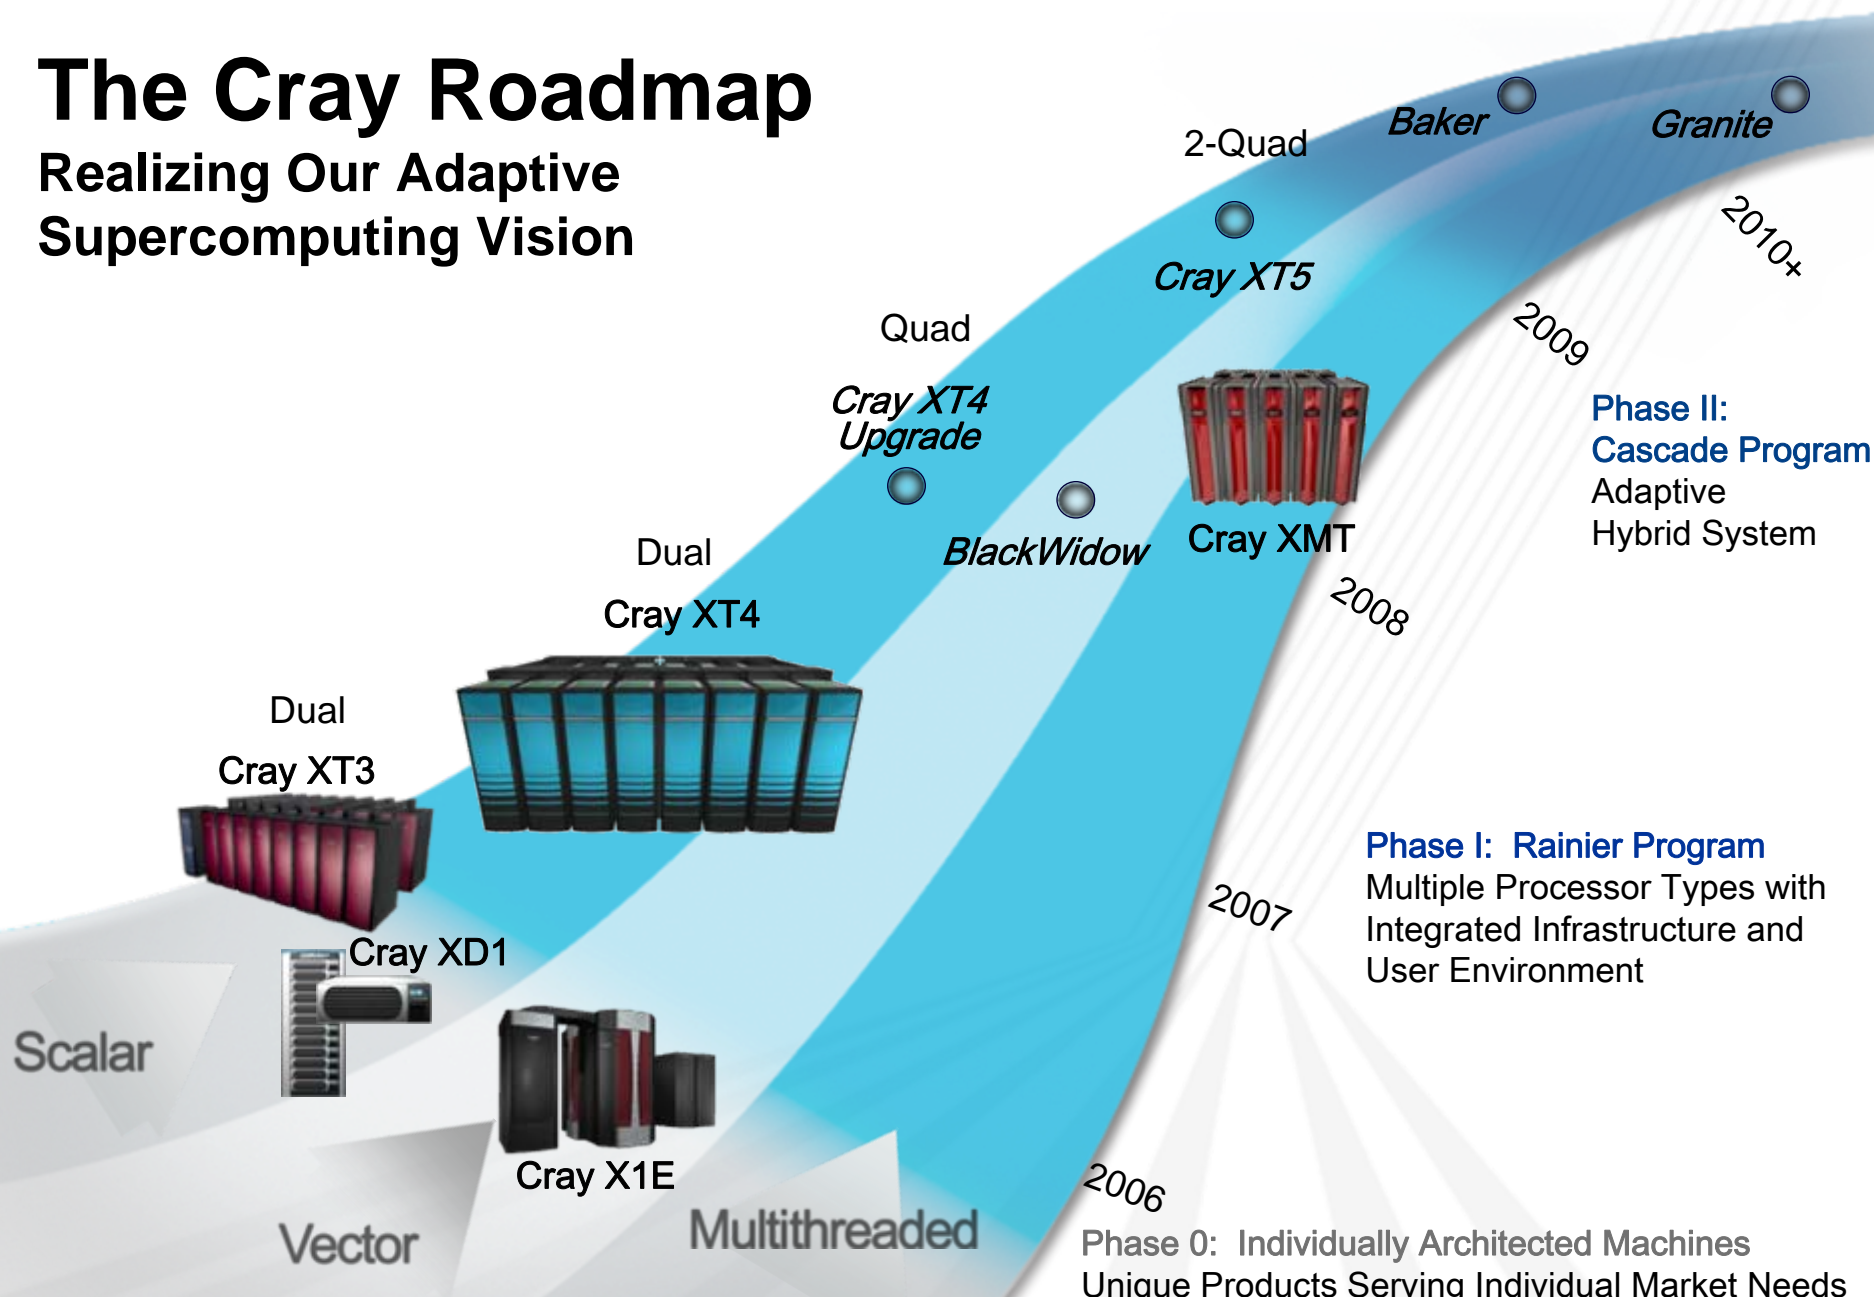 The Cray Roadmap
Realizing Our Adaptive
Supercomputing Vision
Baker
Granite
2-Quad
Cray XT5
2010+
2009
Quad
Cray XT4
Upgrade
Phase II:
Cascade Program
Adaptive
Hybrid System
BlackWidow
Cray XMT
2008
Dual
Cray XT4
Dual
Cray XT3
Phase I: Rainier Program
Multiple Processor Types with
Integrated Infrastructure and
User Environment
2007
Cray XD1
Scalar
Cray X1E
2006
Vector
Multithreaded
Phase 0: Individually Architected Machines
Unique Products Serving Individual Market Needs